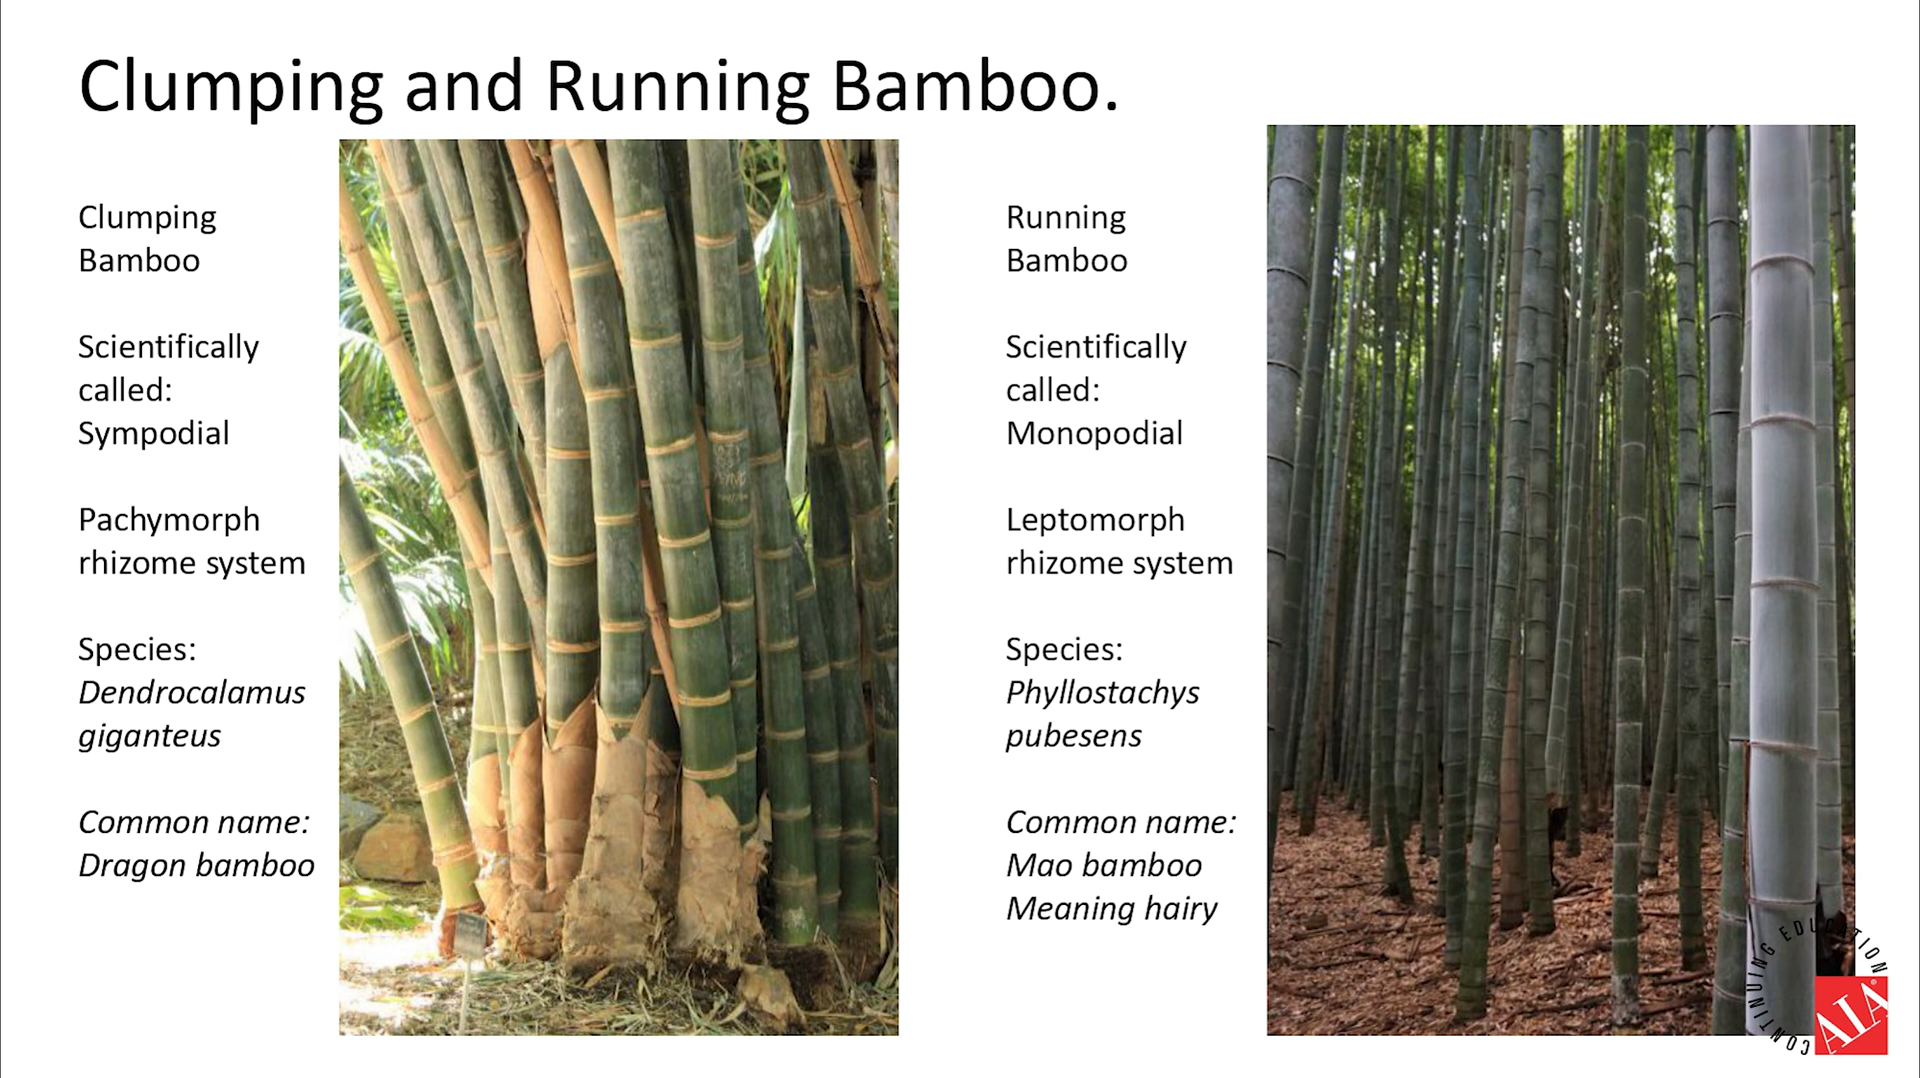 Clumping and Running Bamboo.
Clumping
Bamboo
Scientifically
called:
Sympodial
Pachymorph
rhizome system
Species:
Dendrocalamus
giganteus
Common name:
Dragon bamboo
Running
Bamboo
Scientifically
called:
Monopodial
Leptomorph
rhizome system
Species:
Phyllostachys
pubesens
Common name:
Mao bamboo
Meaning hairy
CONTINUING EDUCATION
AIA